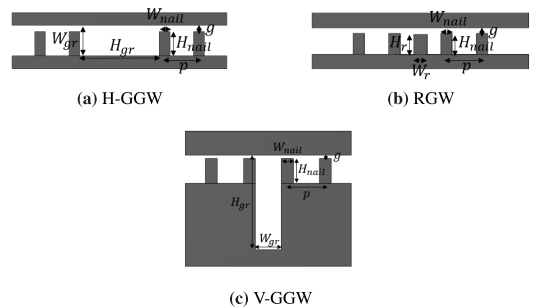 W_nail g
W_gr H_gr H_nail
p
(a) H-GGW
W_nail g
H_r H_nail
W_r p
(b) RGW
W_nail g
H_nail
H_gr p
W_gr
(c) V-GGW